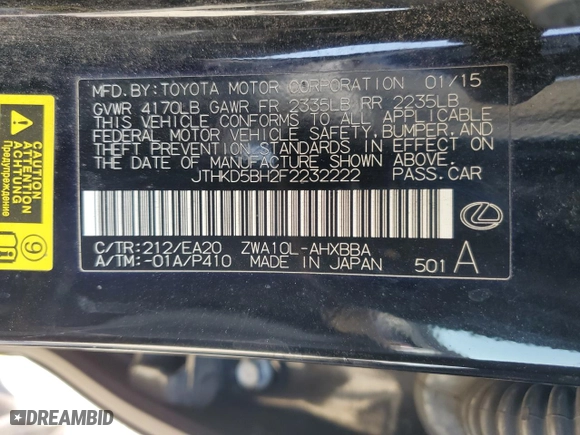 MFD. BY: TOYOTA MOTOR CORPORATION 01/15
GVWR 4170LB GAWR FR 2335LB RR 2235LB
THIS VEHICLE CONFORMS TO ALL APPLICABLE
FEDERAL MOTOR VEHICLE SAFETY, BUMPER, AND
THEFT PREVENTION STANDARDS IN EFFECT ON
THE DATE OF MANUFACTURE SHOWN ABOVE.
JTHKD5BH2F2232222 PASS. CAR
C/TR: 212/EA20 ZWA10L-AHXBBA
A/TM: -01A/P410 MADE IN JAPAN 501 A
ACHTUNG
ATTENTION
9
DREAMBID